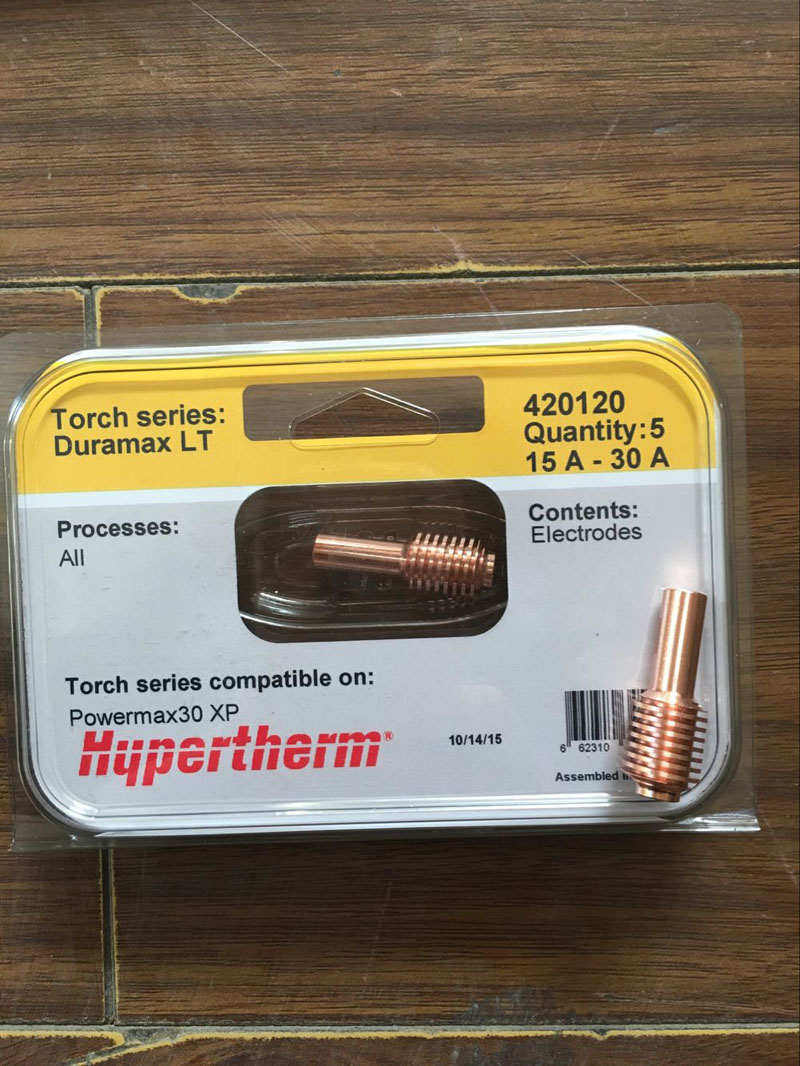 Torch series:
Duramax LT
420120
Quantity:5
15 A - 30 A
Processes:
All
Contents:
Electrodes
Torch series compatible on:
Powermax30 XP
Hypertherm®
10/14/15
6 62310
Assembled